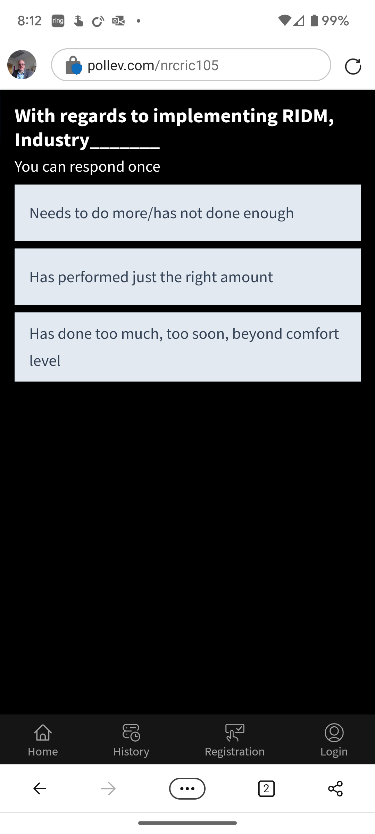 8:12
ring
99%
pollev.com/nrcric105
With regards to implementing RIDM,
Industry_______
You can respond once
Needs to do more/has not done enough
Has performed just the right amount
Has done too much, too soon, beyond comfort
level
Home History Registration Login
2